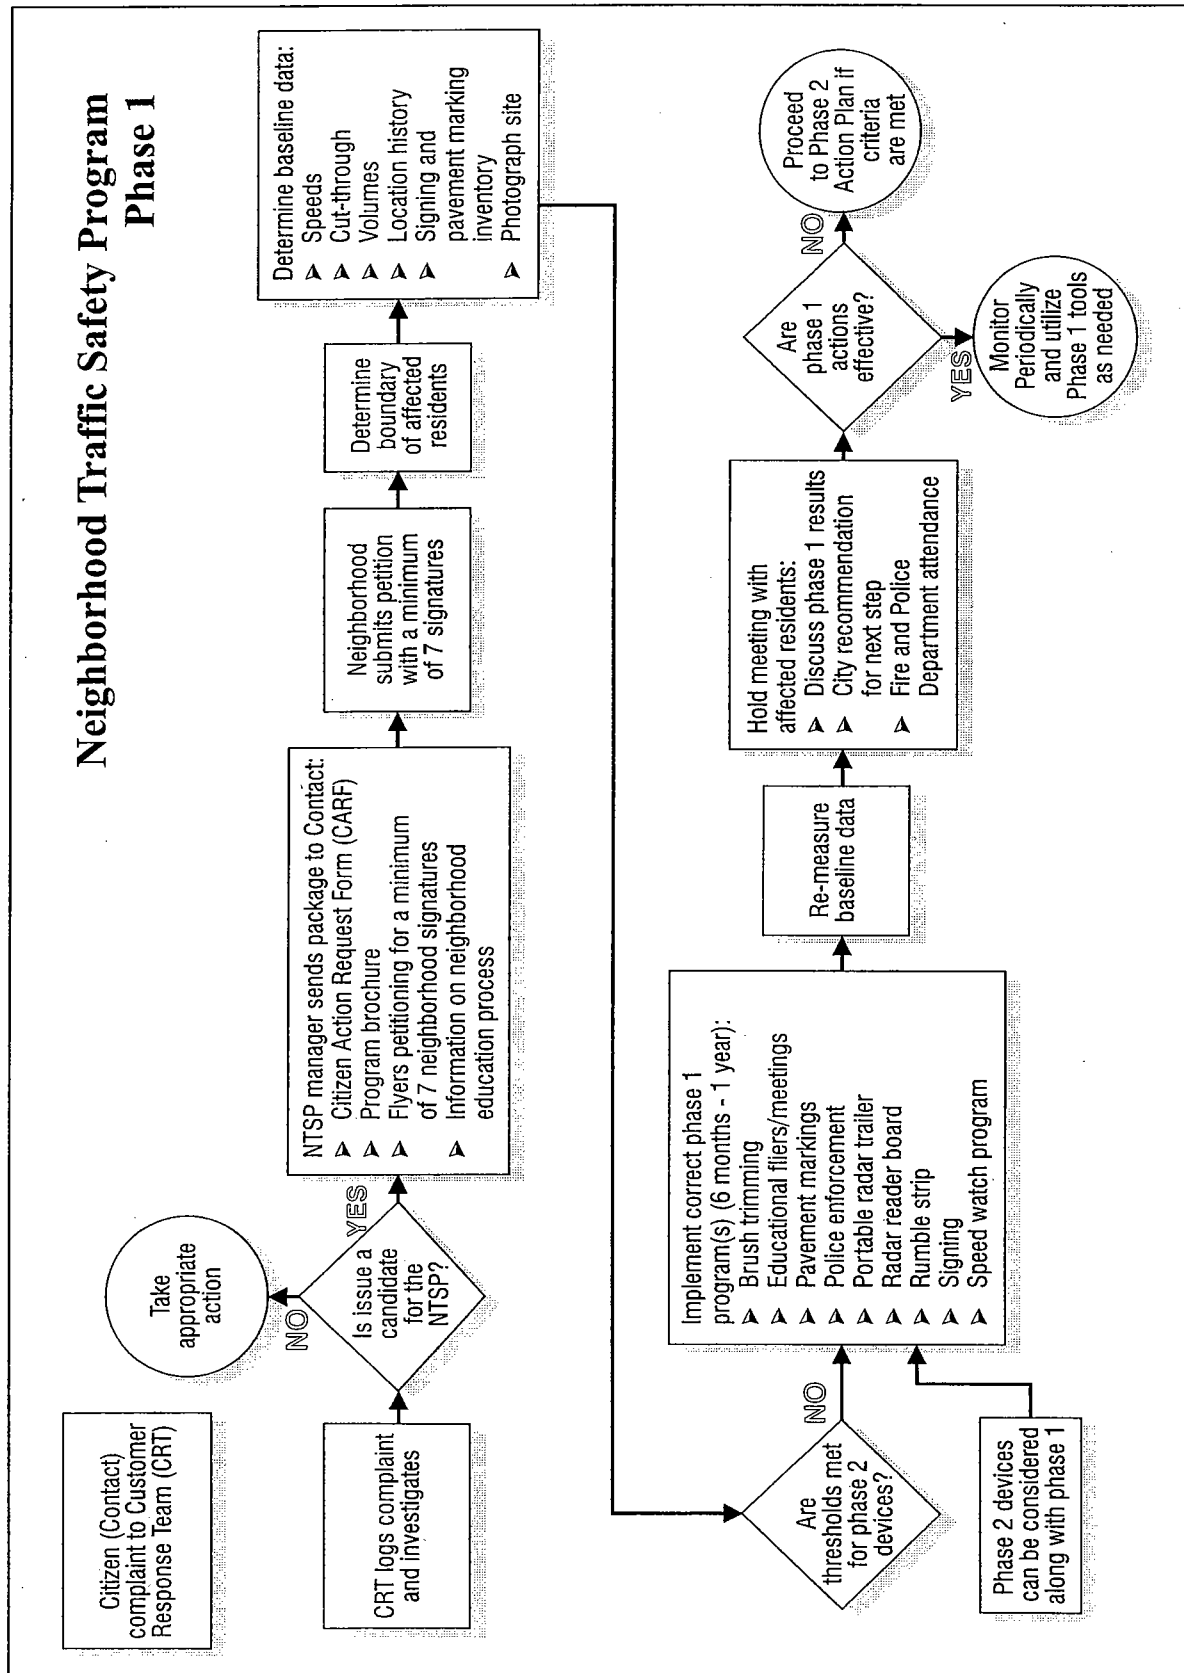 Neighborhood Traffic Safety Program
Phase 1
Citizen (Contact)
complaint to Customer
Response Team (CRT)
CRT logs complaint
and investigates
Is issue a
candidate
for the
NTSP?
NO
Take
appropriate
action
YES
NTSP manager sends package to Contact:
➤ Citizen Action Request Form (CARF)
➤ Program brochure
➤ Flyers petitioning for a minimum
of 7 neighborhood signatures
➤ Information on neighborhood
education process
Neighborhood
submits petition
with a minimum
of 7 signatures
Determine
boundary
of affected
residents
Determine baseline data:
➤ Speeds
➤ Cut-through
➤ Volumes
➤ Location history
➤ Signing and
pavement marking
inventory
➤ Photograph site
Are
thresholds met
for phase 2
devices?
NO
Phase 2 devices
can be considered
along with phase 1
Implement correct phase 1
program(s) (6 months - 1 year):
➤ Brush trimming
➤ Educational fliers/meetings
➤ Pavement markings
➤ Police enforcement
➤ Portable radar trailer
➤ Radar reader board
➤ Rumble strip
➤ Signing
➤ Speed watch program
Re-measure
baseline data
Hold meeting with
affected residents:
➤ Discuss phase 1 results
➤ City recommendation
for next step
➤ Fire and Police
Department attendance
Are
phase 1
actions
effective?
NO
Proceed
to Phase 2
Action Plan if
criteria
are met
YES
Monitor
Periodically
and utilize
Phase 1 tools
as needed